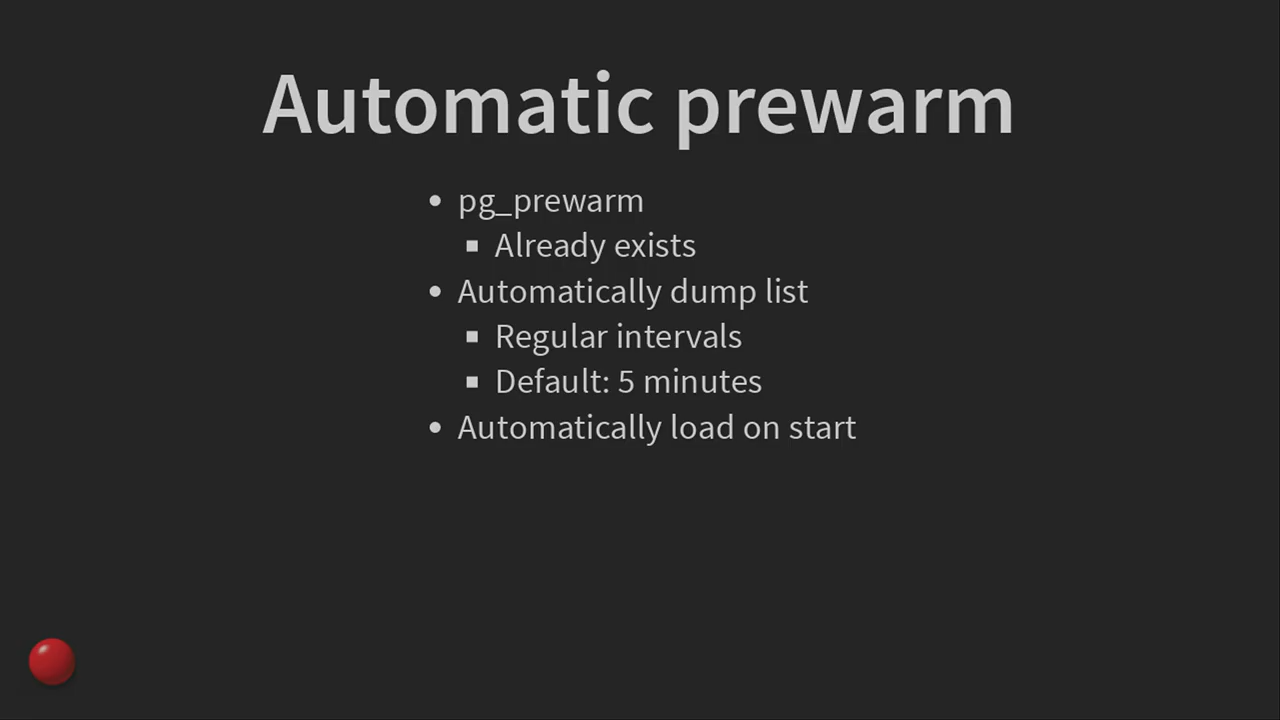 Automatic prewarm
pg_prewarm
Already exists
Automatically dump list
Regular intervals
Default: 5 minutes
Automatically load on start